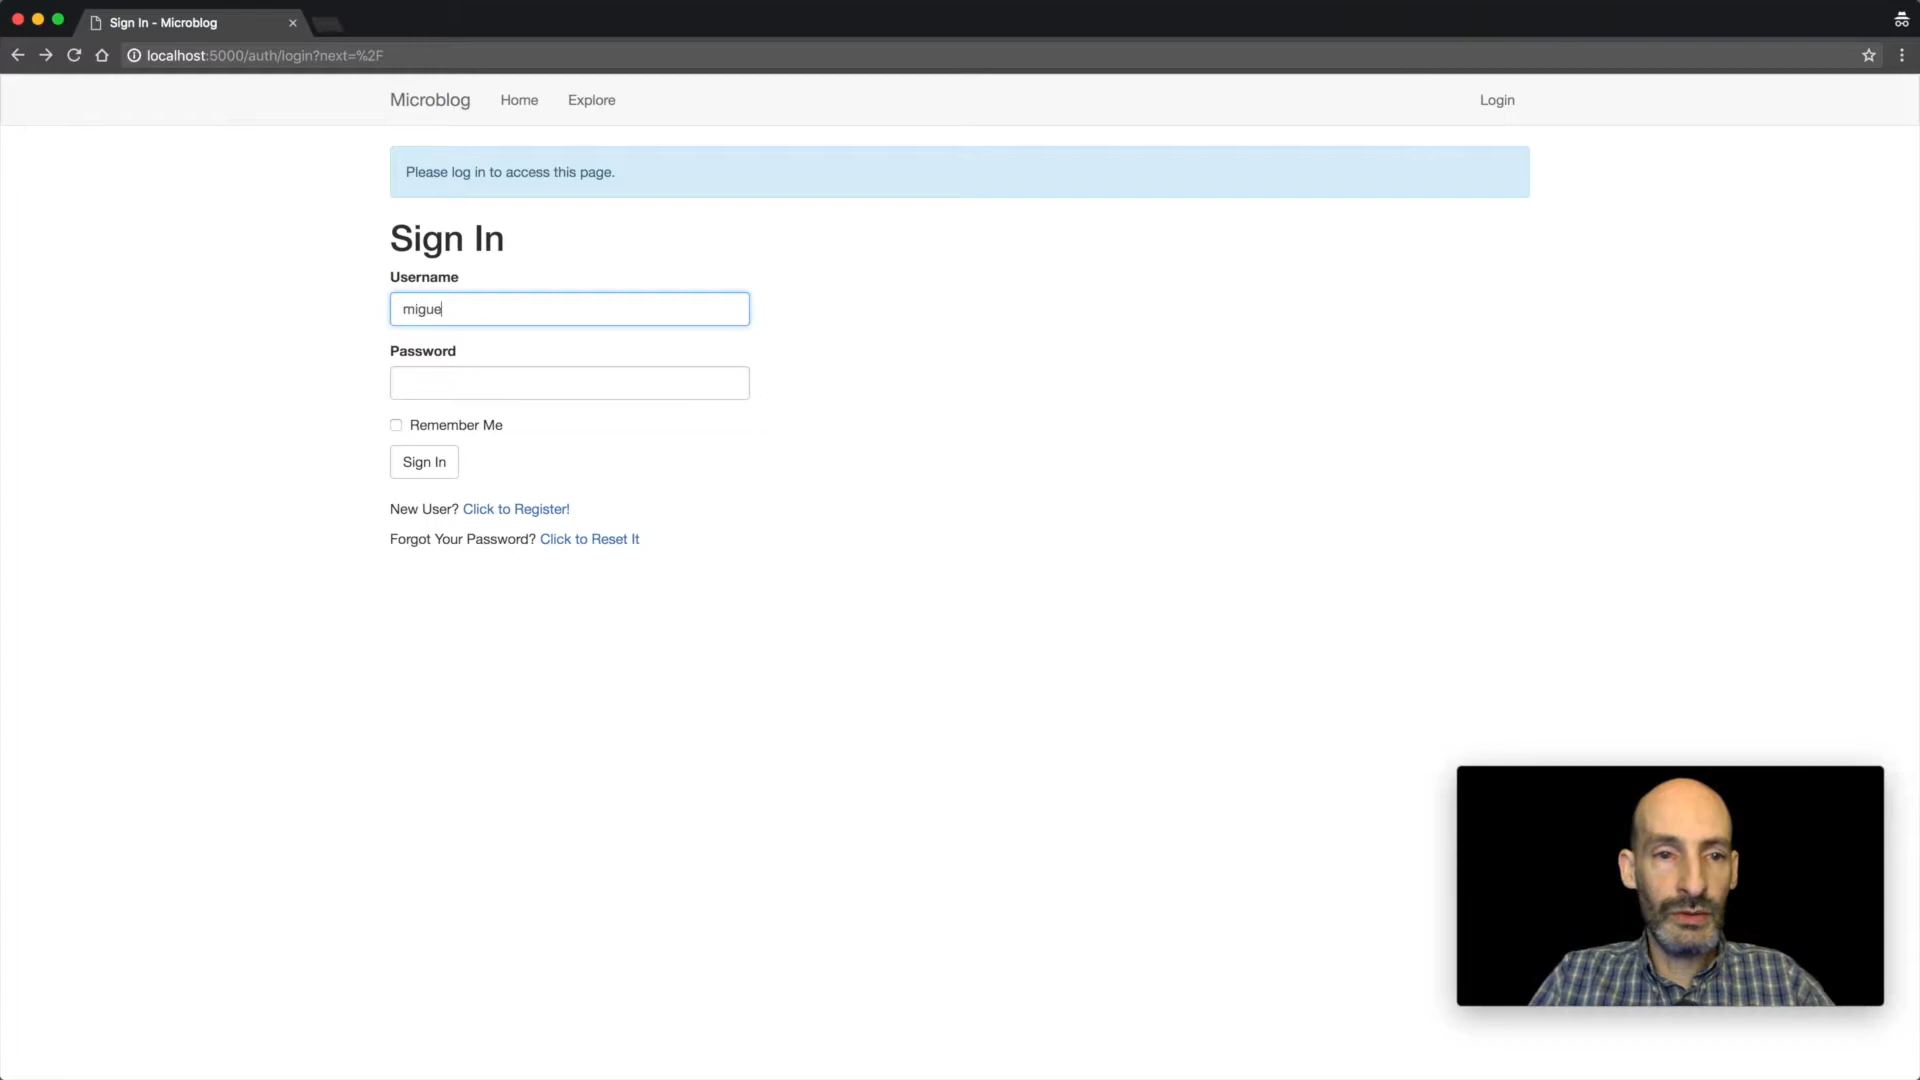 Sign In - Microblog
localhost:5000/auth/login?next=%2F
Microblog Home Explore Login
Please log in to access this page.
Sign In
Username
migue
Password
Remember Me
Sign In
New User? Click to Register!
Forgot Your Password? Click to Reset It